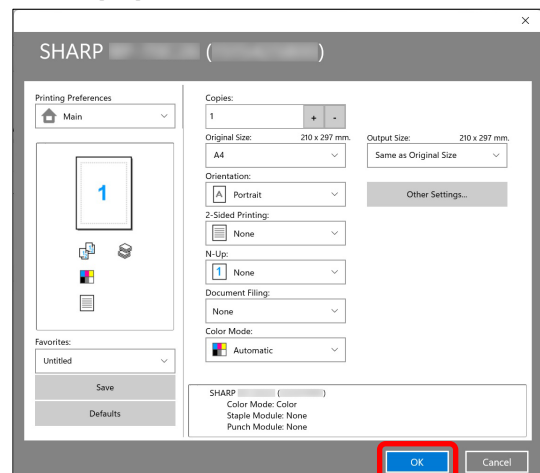 SHARP ( )
Printing Preferences
Main
1
Favorites:
Untitled
Save
Defaults
Copies:
1 + -
Original Size: 210 x 297 mm.
A4
Output Size: 210 x 297 mm.
Same as Original Size
Orientation:
A Portrait
Other Settings...
2-Sided Printing:
None
N-Up:
1 None
Document Filing:
None
Color Mode:
Automatic
SHARP ( )
Color Mode: Color
Staple Module: None
Punch Module: None
OK Cancel